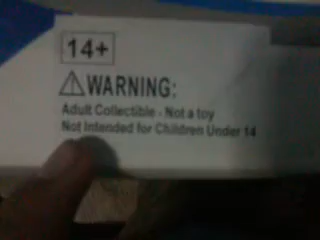 14+
⚠WARNING:
Adult Collectible - Not a toy
Not Intended for Children Under 14